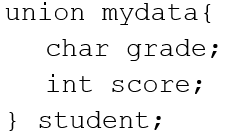 union mydata{
char grade;
int score;
} student;